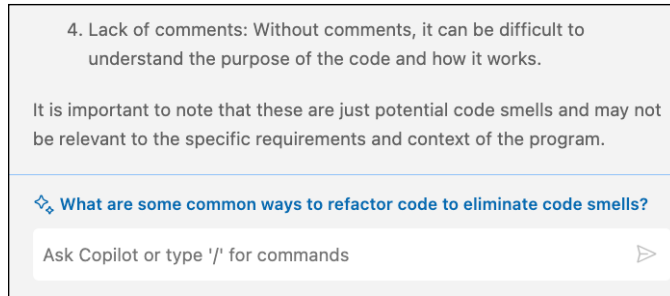 4. Lack of comments: Without comments, it can be difficult to
understand the purpose of the code and how it works.
It is important to note that these are just potential code smells and may not
be relevant to the specific requirements and context of the program.
What are some common ways to refactor code to eliminate code smells?
Ask Copilot or type '/' for commands